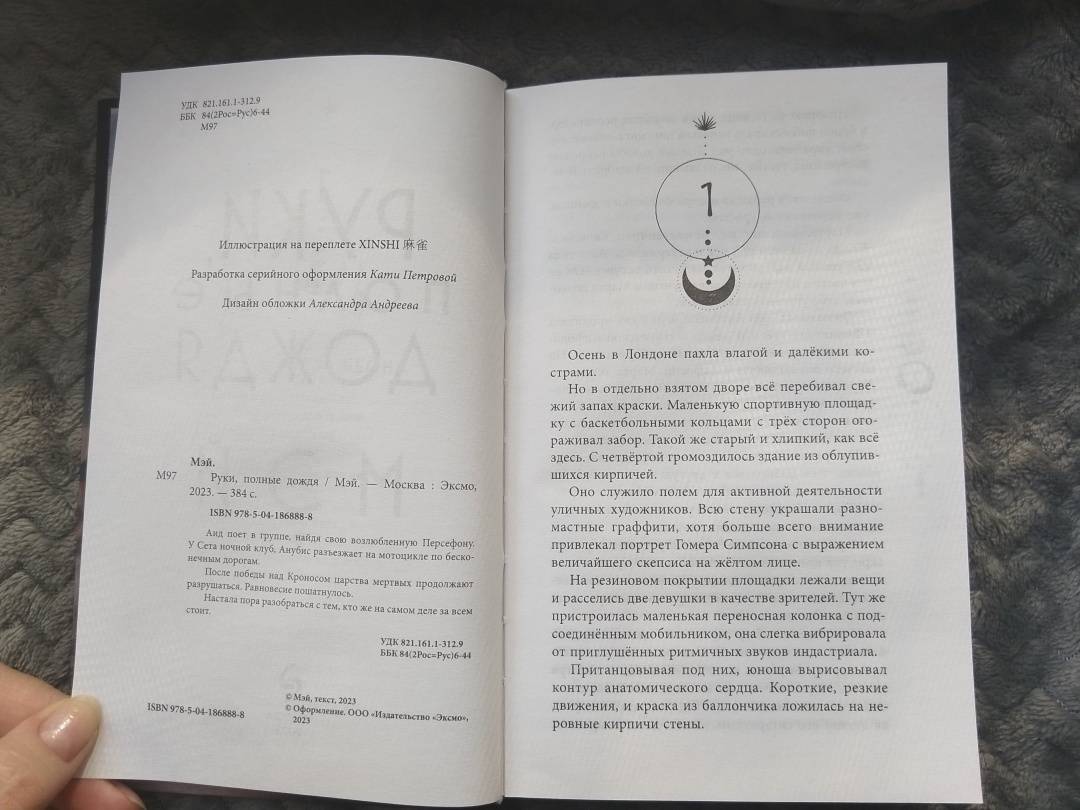 УДК 821.161.1-312.9
ББК 84(2Рос=Рус)6-44
М97
Иллюстрация на переплете XINSHI 麻雀
Разработка серийного оформления Кати Петровой
Дизайн обложки Александра Андреева
Мэй.
М97 Руки, полные дождя / Мэй. — Москва : Эксмо,
2023. — 384 с.
ISBN 978-5-04-186888-8
Аид поет в группе, найдя свою возлюбленную Персефону.
У Сета ночной клуб. Анубис разъезжает на мотоцикле по беско-
нечным дорогам.
После победы над Кроносом царства мертвых продолжают
разрушаться. Равновесие пошатнулось.
Настала пора разобраться с тем, кто же на самом деле за всем
стоит.
УДК 821.161.1-312.9
ББК 84(2Рос=Рус)6-44
© Мэй, текст, 2023
© Оформление. ООО «Издательство «Эксмо»,
2023
ISBN 978-5-04-186888-8
1
Осень в Лондоне пахла влагой и далёкими ко-
страми.
Но в отдельно взятом дворе всё перебивал све-
жий запах краски. Маленькую спортивную площад-
ку с баскетбольными кольцами с трёх сторон ого-
раживал забор. Такой же старый и хлипкий, как всё
здесь. С четвёртой громоздилось здание из облупив-
шихся кирпичей.
Оно служило полем для активной деятельности
уличных художников. Всю стену украшали разно-
мастные граффити, хотя больше всего внимание
привлекал портрет Гомера Симпсона с выражением
величайшего скепсиса на жёлтом лице.
На резиновом покрытии площадки лежали вещи
и расселись две девушки в качестве зрителей. Тут же
пристроилась маленькая переносная колонка с под-
соединённым мобильником, она слегка вибрировала
от приглушённых ритмичных звуков индастриала.
Пританцовывая под них, юноша вырисовывал
контур анатомического сердца. Короткие, резкие
движения, и краска из баллончика ложилась на не-
ровные кирпичи стены.